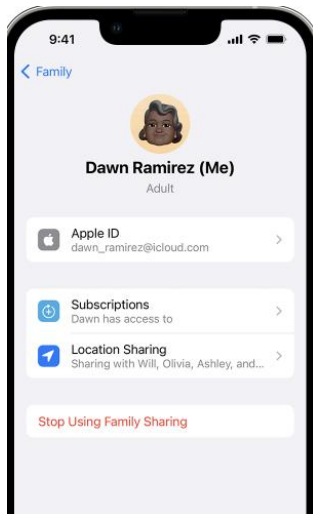 9:41
Family
Dawn Ramirez (Me)
Adult
Apple ID
dawn_ramirez@icloud.com
Subscriptions
Dawn has access to
Location Sharing
Sharing with Will, Olivia, Ashley, and...
Stop Using Family Sharing